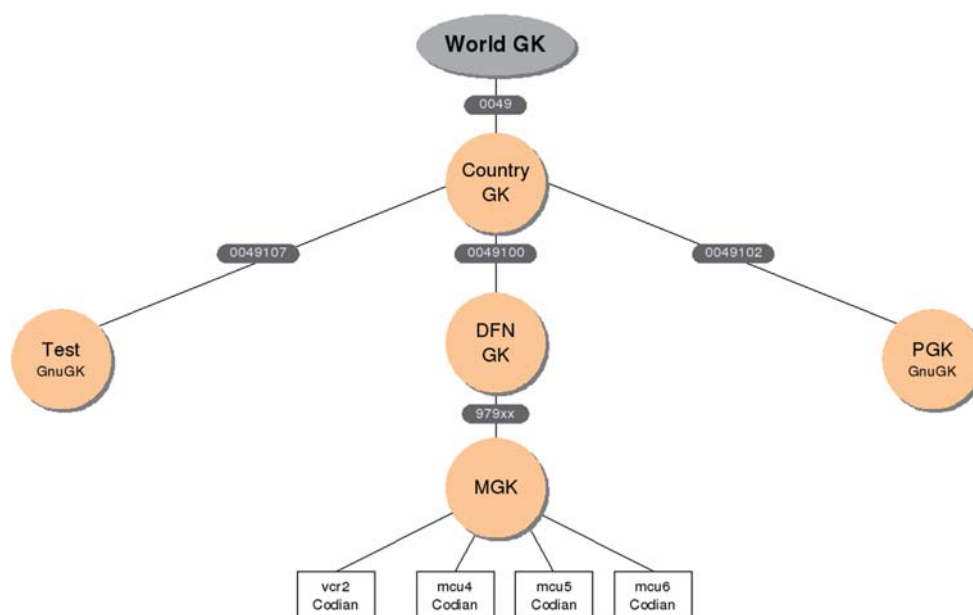 World GK
0049
Country
GK
0049107
0049100
0049102
Test
GnuGK
DFN
GK
PGK
GnuGK
979xx
MGK
vcr2
Codian
mcu4
Codian
mcu5
Codian
mcu6
Codian